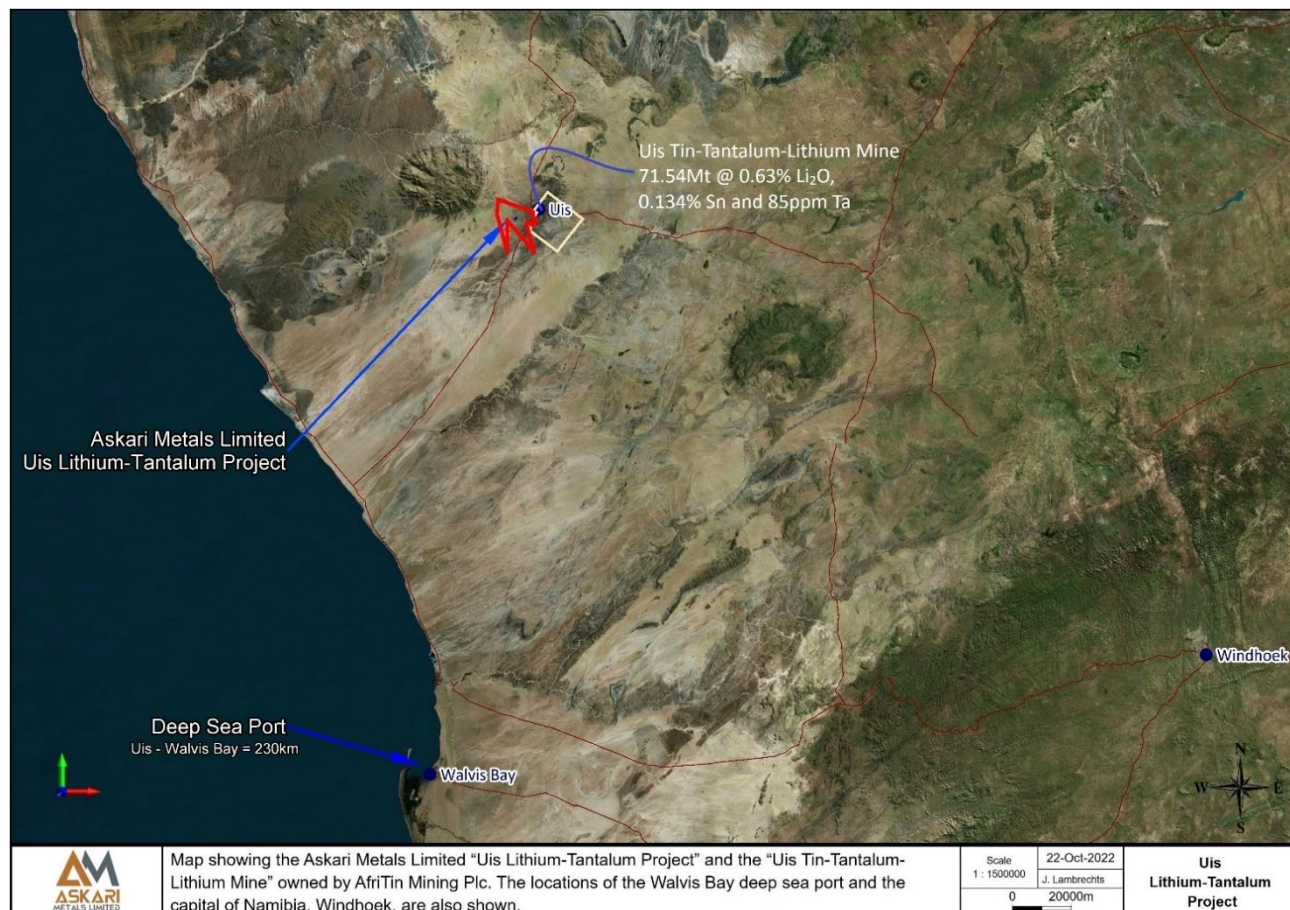 Uis Tin-Tantalum-Lithium Mine
71.54Mt @ 0.63% Li₂O,
0.134% Sn and 85ppm Ta
Uis
Askari Metals Limited
Uis Lithium-Tantalum Project
Windhoek
Deep Sea Port
Uis - Walvis Bay = 230km
Walvis Bay
N
W
E
S
AM
ASKARI
METALS LIMITED
Map showing the Askari Metals Limited “Uis Lithium-Tantalum Project” and the “Uis Tin-Tantalum-
Lithium Mine” owned by AfriTin Mining Plc. The locations of the Walvis Bay deep sea port and the
capital of Namibia, Windhoek, are also shown.
Scale
1 : 1500000
22-Oct-2022
J. Lambrechts
0 20000m
Uis
Lithium-Tantalum
Project